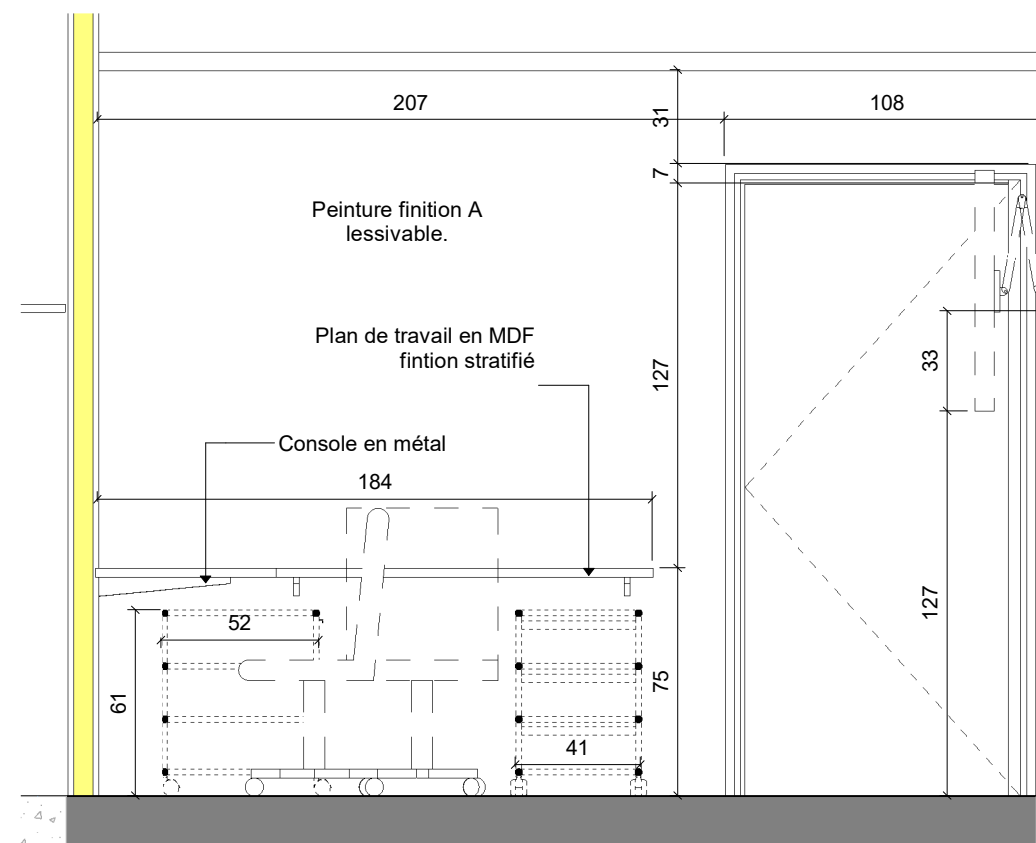 207
108
31
7
Peinture finition A
lessivable.
Plan de travail en MDF
fintion stratifié
127
33
Console en métal
184
127
52
61
75
41